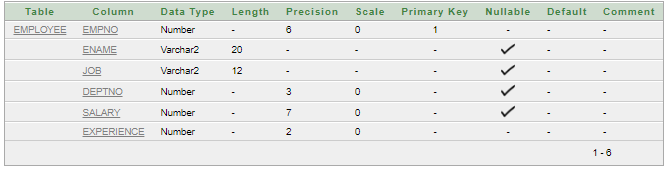 Table Column Data Type Length Precision Scale Primary Key Nullable Default Comment
EMPLOYEE EMPNO Number - 6 0 1 - - -
ENAME Varchar2 20 - - - - -
JOB Varchar2 12 - - - - -
DEPTNO Number - 3 0 - - -
SALARY Number - 7 0 - - -
EXPERIENCE Number - 2 0 - - - -
1 - 6